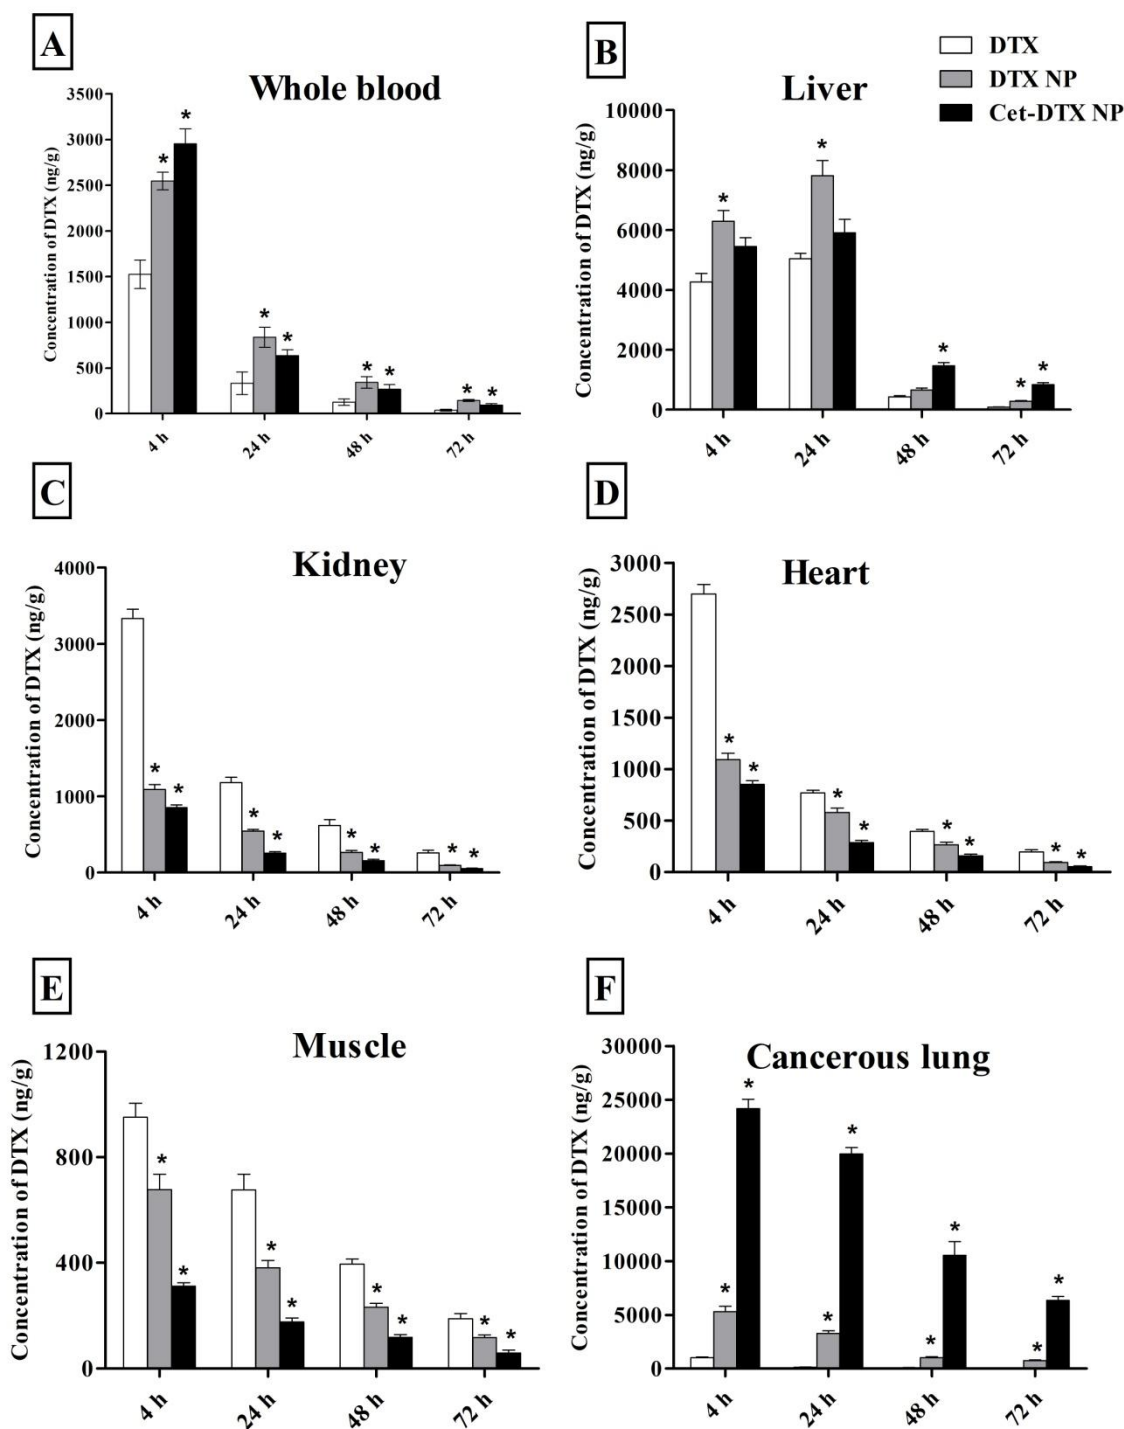 A
Whole blood
Concentration of DTX (ng/g)
3500
3000
2500
2000
1500
1000
500
0
* * * * * * * *
4 h 24 h 48 h 72 h
B
Liver
DTX
DTX NP
Cet-DTX NP
Concentration of DTX (ng/g)
10000
8000
6000
4000
2000
0
* * * * *
4 h 24 h 48 h 72 h
C
Kidney
Concentration of DTX (ng/g)
4000
3000
2000
1000
0
* * * * * * * *
4 h 24 h 48 h 72 h
D
Heart
Concentration of DTX (ng/g)
3000
2500
2000
1500
1000
500
0
* * * * * * * *
4 h 24 h 48 h 72 h
E
Muscle
Concentration of DTX (ng/g)
1200
800
400
0
* * * * * * * *
4 h 24 h 48 h 72 h
F
Cancerous lung
Concentration of DTX (ng/g)
30000
25000
20000
15000
10000
5000
0
* * * * * * * *
4 h 24 h 48 h 72 h